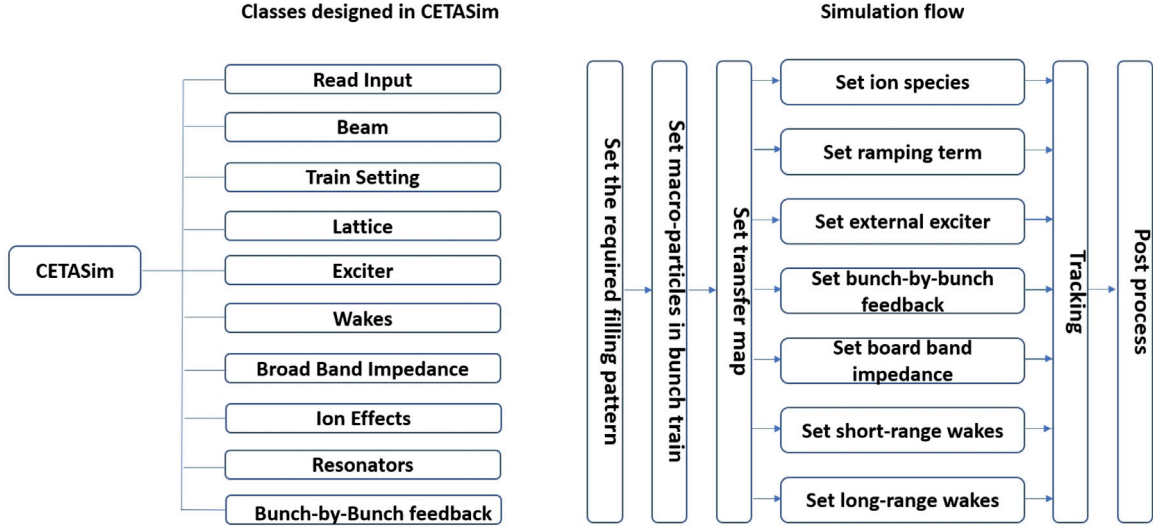 Classes designed in CETASim
CETASim
Read Input
Beam
Train Setting
Lattice
Exciter
Wakes
Broad Band Impedance
Ion Effects
Resonators
Bunch-by-Bunch feedback
Simulation flow
Set the required filling pattern
Set macro-particles in bunch train
Set transfer map
Set ion species
Set ramping term
Set external exciter
Set bunch-by-bunch
feedback
Set board band
impedance
Set short-range wakes
Set long-range wakes
Tracking
Post process